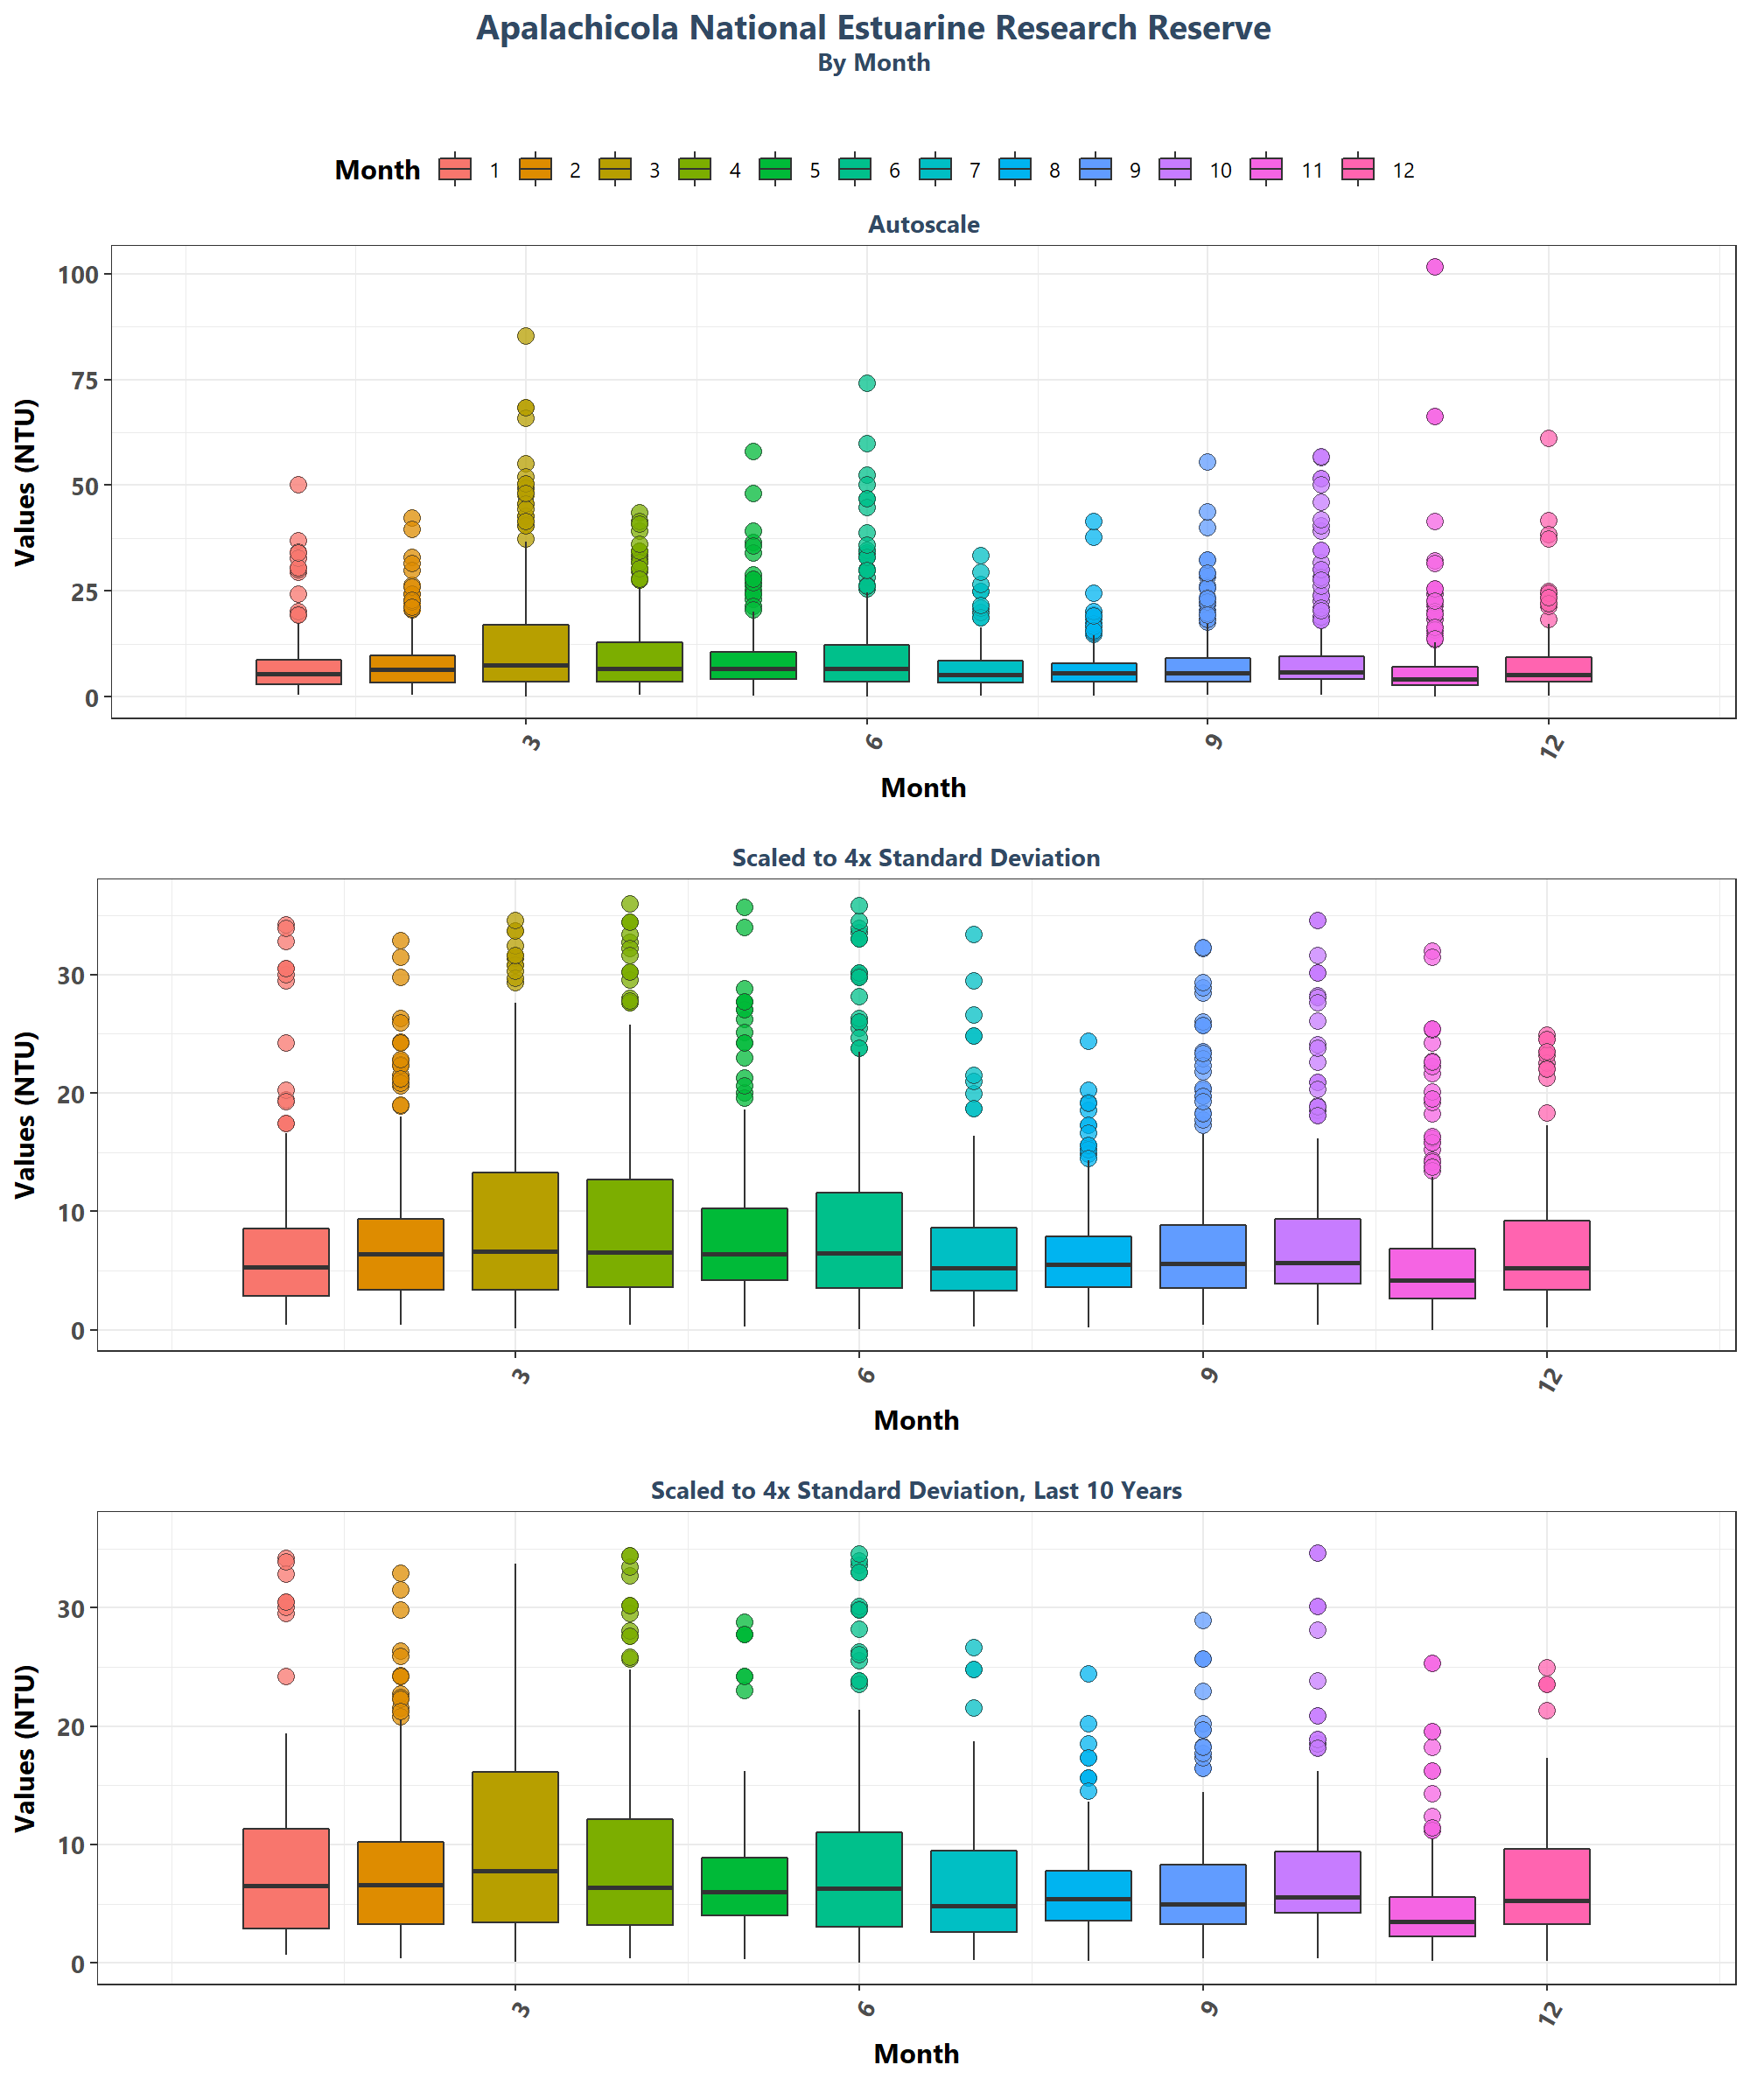 Apalachicola National Estuarine Research Reserve
By Month
Month 1 2 3 4 5 6 7 8 9 10 11 12
Autoscale
Values (NTU)
100
75
50
25
0
3 6 9 12
Month
Scaled to 4x Standard Deviation
Values (NTU)
30
20
10
0
3 6 9 12
Month
Scaled to 4x Standard Deviation, Last 10 Years
Values (NTU)
30
20
10
0
3 6 9 12
Month